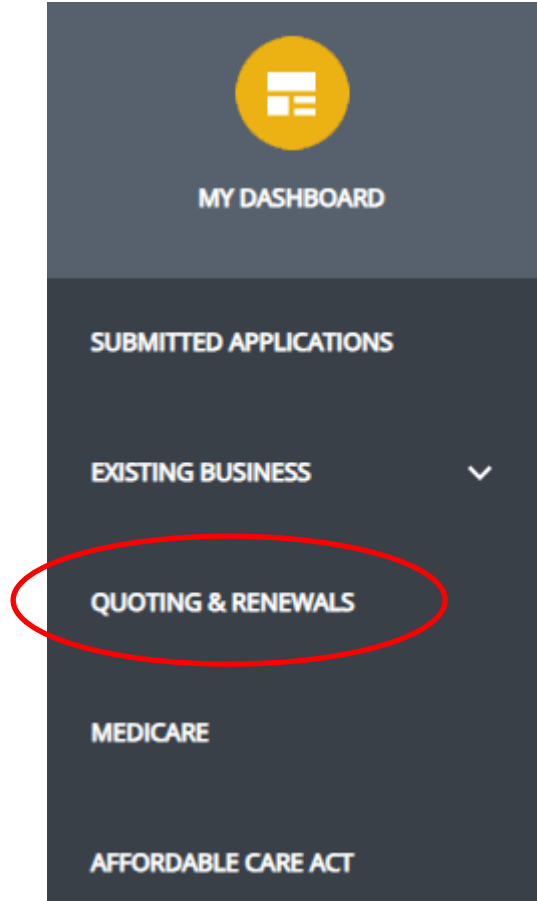 MY DASHBOARD
SUBMITTED APPLICATIONS
EXISTING BUSINESS
QUOTING & RENEWALS
MEDICARE
AFFORDABLE CARE ACT